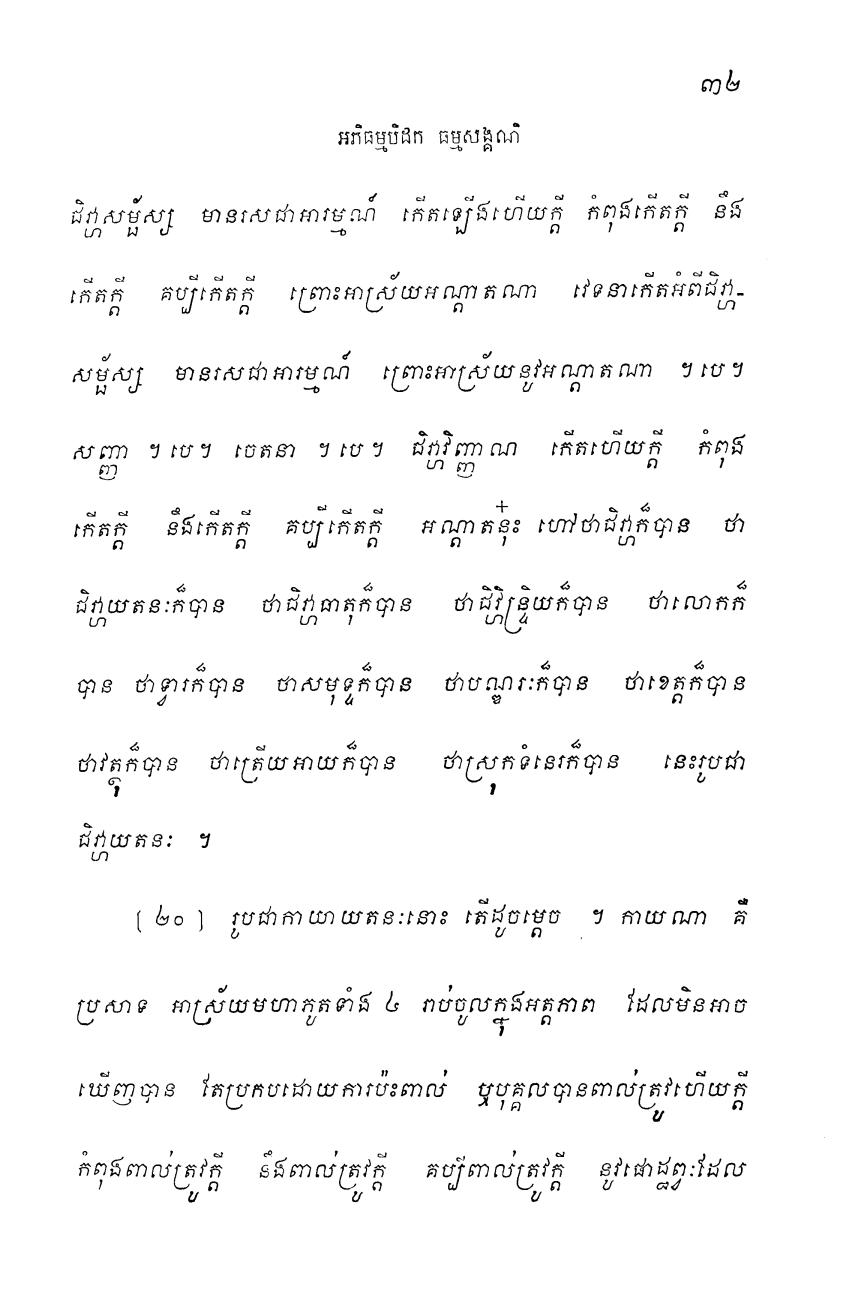 ៣២
អភិធម្មបិដក ធម្មសង្គណិ
ជិវ្ហាសម្ផ័ស្ស មានរសជាអារម្មណ៍ កើតឡើងហើយក្តី កំពុងកើតក្តី នឹង
កើតក្តី គប្បីកើតក្តី ព្រោះអាស្រ័យអណ្តាតណា វេទនាកើតអំពីជិវ្ហា-
សម្ផ័ស្ស មានរសជាអារម្មណ៍ ព្រោះអាស្រ័យនូវអណ្តាតណា ។បេ។
សញ្ញា ។បេ។ ចេតនា ។បេ។ ជិវ្ហាវិញ្ញាណ កើតហើយក្តី កំពុង
កើតក្តី នឹងកើតក្តី គប្បីកើតក្តី អណ្តាតនុ៎ះ ហៅថាជិវ្ហាក៏បាន ថា
ជិវ្ហាយតនៈក៏បាន ថាជិវ្ហាធាតុក៏បាន ថាជិវ្ហិន្ទ្រិយក៏បាន ថាលោកក៏
បាន ថាទ្វារក៏បាន ថាសមុទ្ទក៏បាន ថាបណ្ឌរៈក៏បាន ថាខេត្តក៏បាន
ថាវត្ថុក៏បាន ថាត្រើយអាយក៏បាន ថាស្រុកទំនេរក៏បាន នេះរូបជា
ជិវ្ហាយតនៈ ។
[ ២០ ] រូបជាកាយាយតនៈនោះ តើដូចម្តេច ។ កាយណា គឺ
ប្រសាទ អាស្រ័យមហាភូតទាំង ៤ រាប់ចូលក្នុងអត្តភាព ដែលមិនអាច
ឃើញបាន តែប្រកបដោយការប៉ះពាល់ ឬបុគ្គលបានពាល់ត្រូវហើយក្តី
កំពុងពាល់ត្រូវក្តី នឹងពាល់ត្រូវក្តី គប្បីពាល់ត្រូវក្តី នូវផោដ្ឋព្វៈដែល